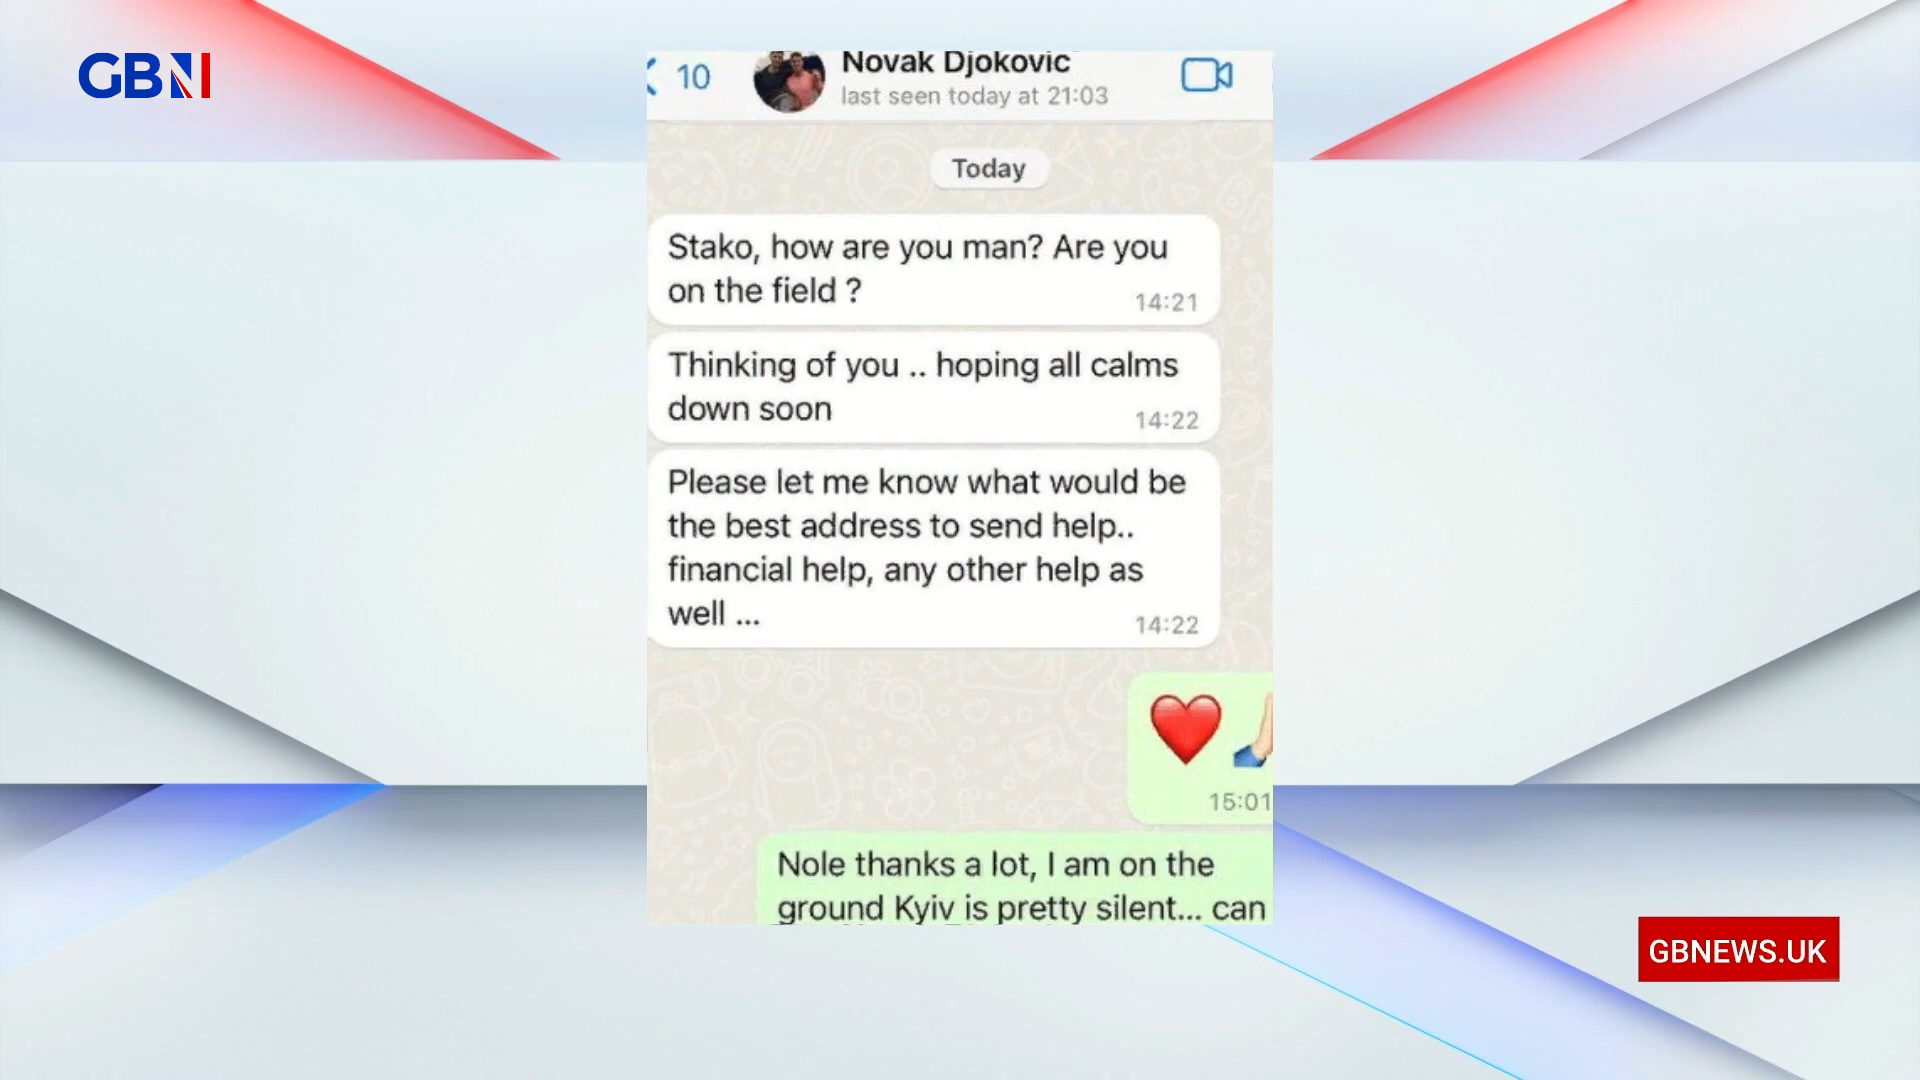 GBN
10
Novak Djokovic
last seen today at 21:03
Today
Stako, how are you man? Are you
on the field ?
14:21
Thinking of you .. hoping all calms
down soon
14:22
Please let me know what would be
the best address to send help..
financial help, any other help as
well ...
14:22
15:01
Nole thanks a lot, I am on the
ground Kyiv is pretty silent... can
GBNEWS.UK